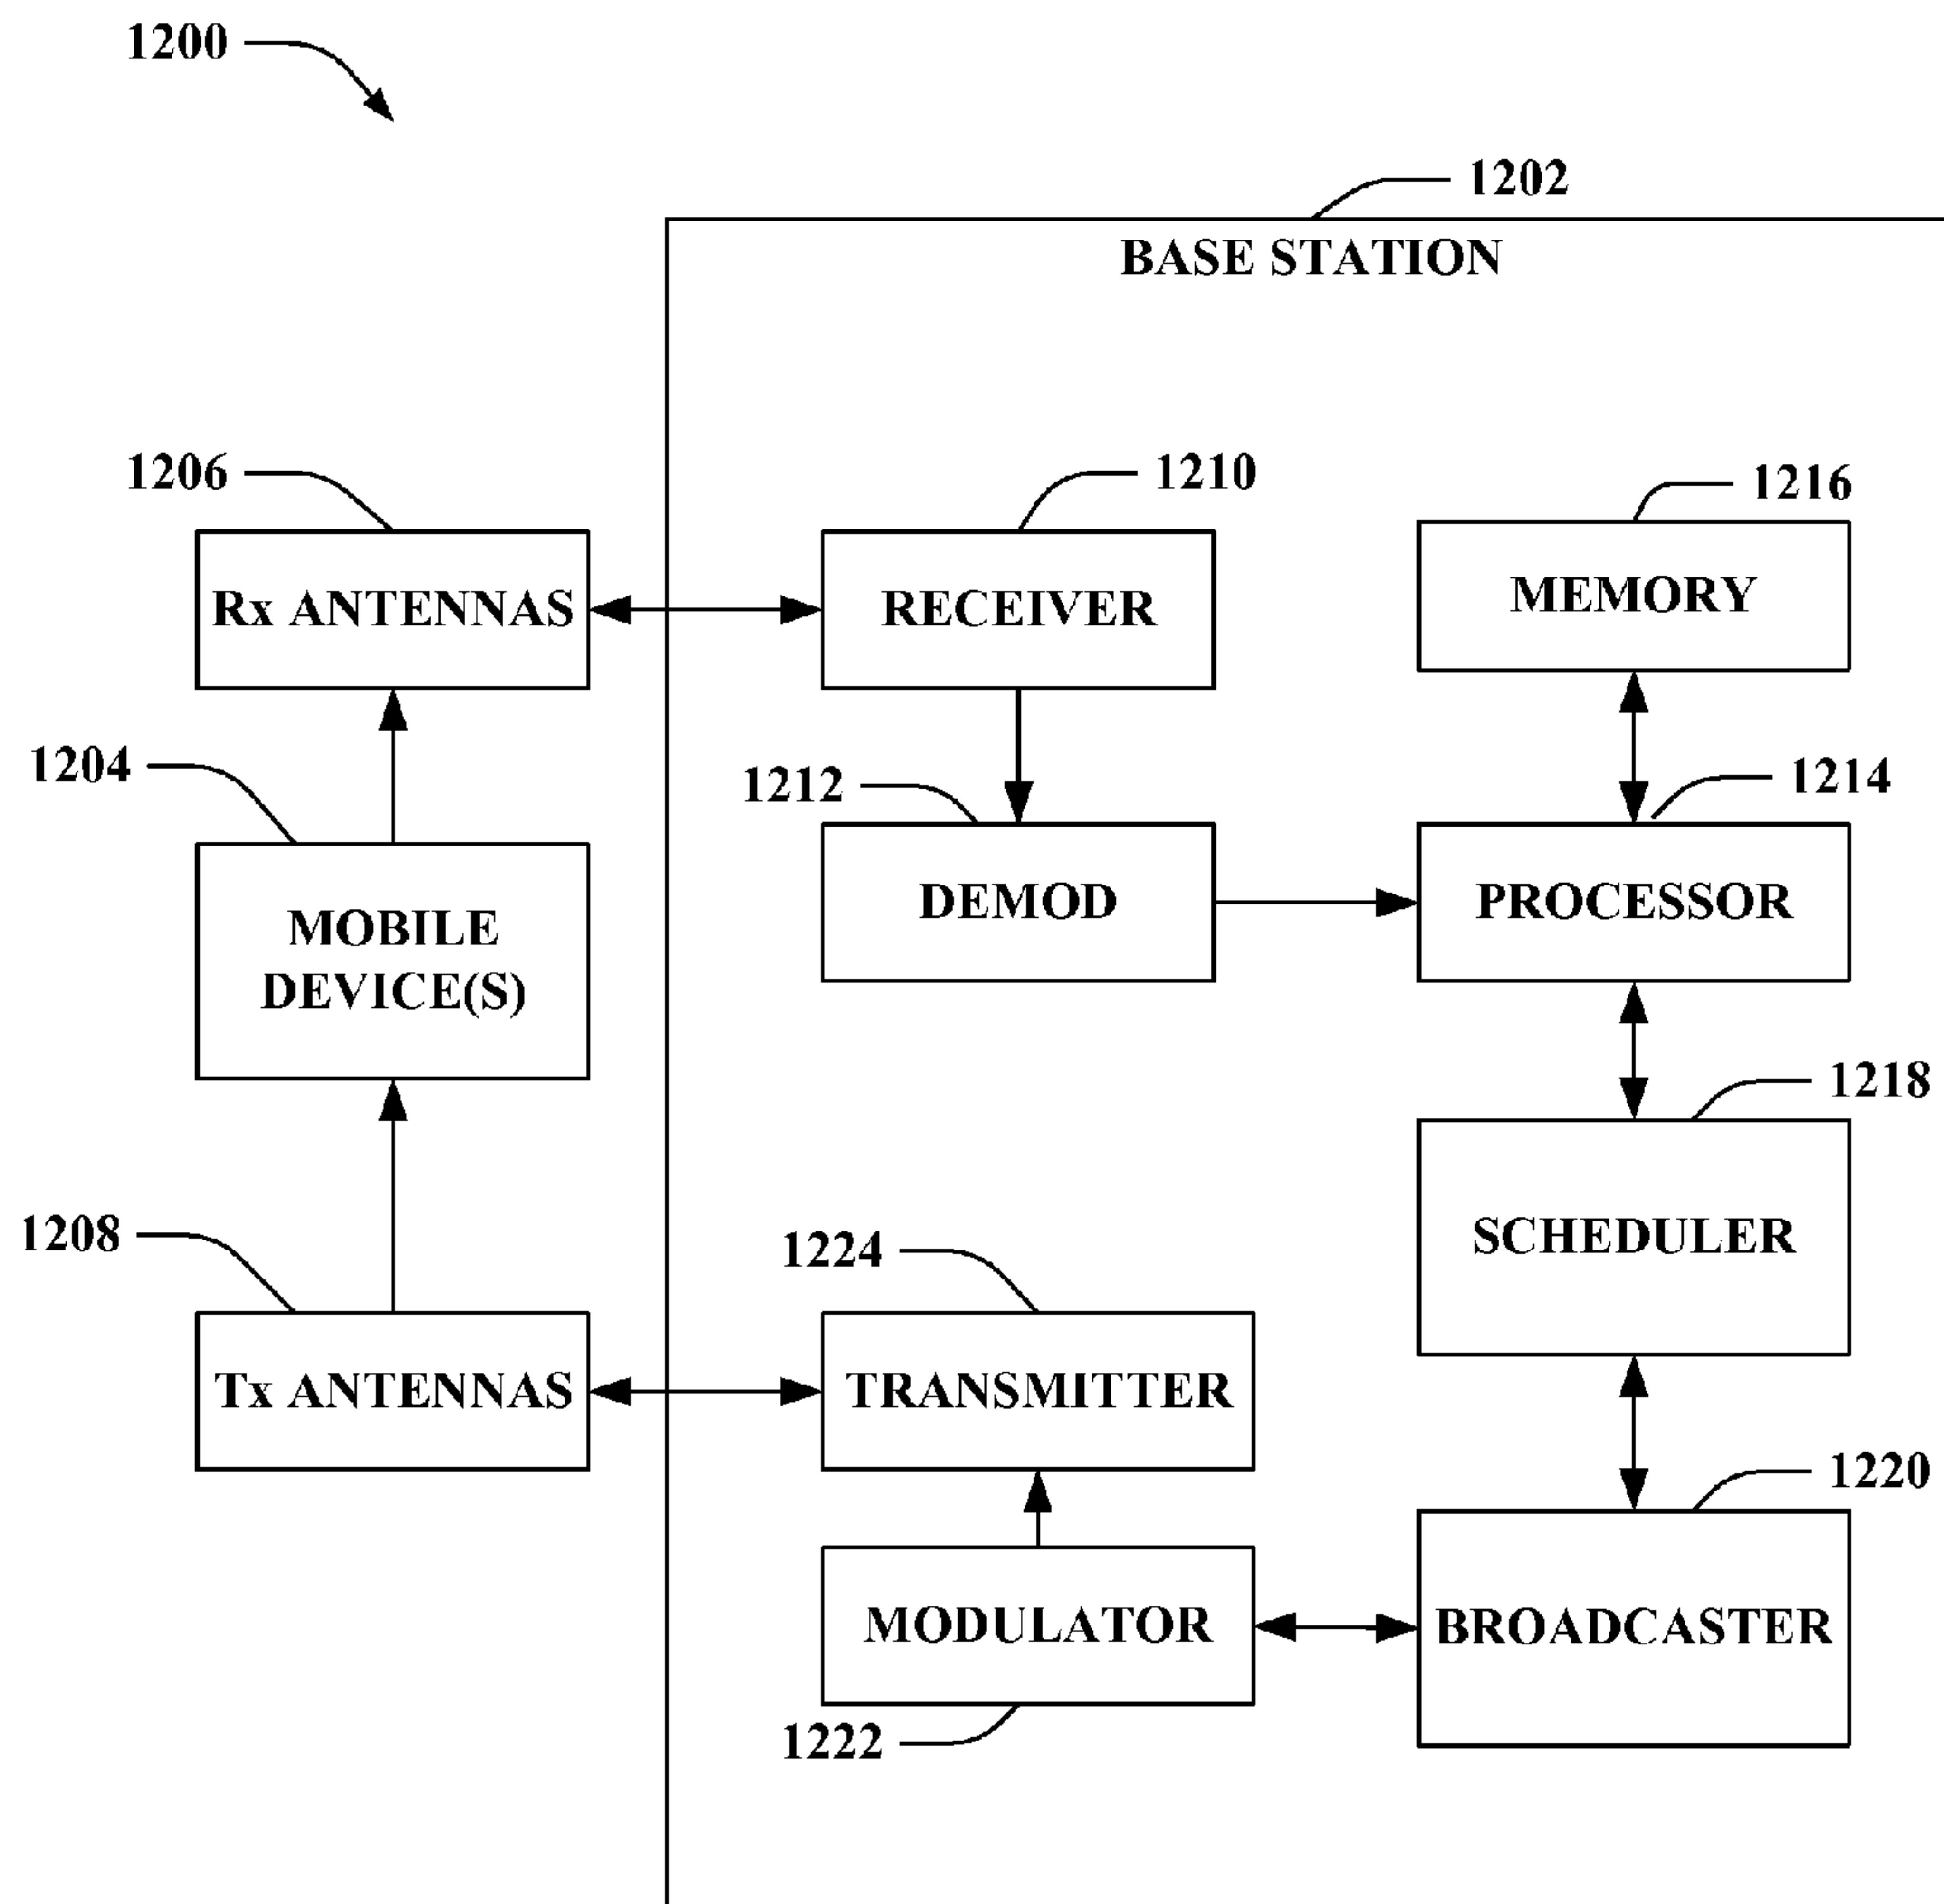 1200
1202
BASE STATION
1206
1210
1216
Rx ANTENNAS
RECEIVER
MEMORY
1204
1212
1214
MOBILE
DEVICE(S)
DEMOD
PROCESSOR
1218
1208
1224
SCHEDULER
Tx ANTENNAS
TRANSMITTER
1220
MODULATOR
BROADCASTER
1222